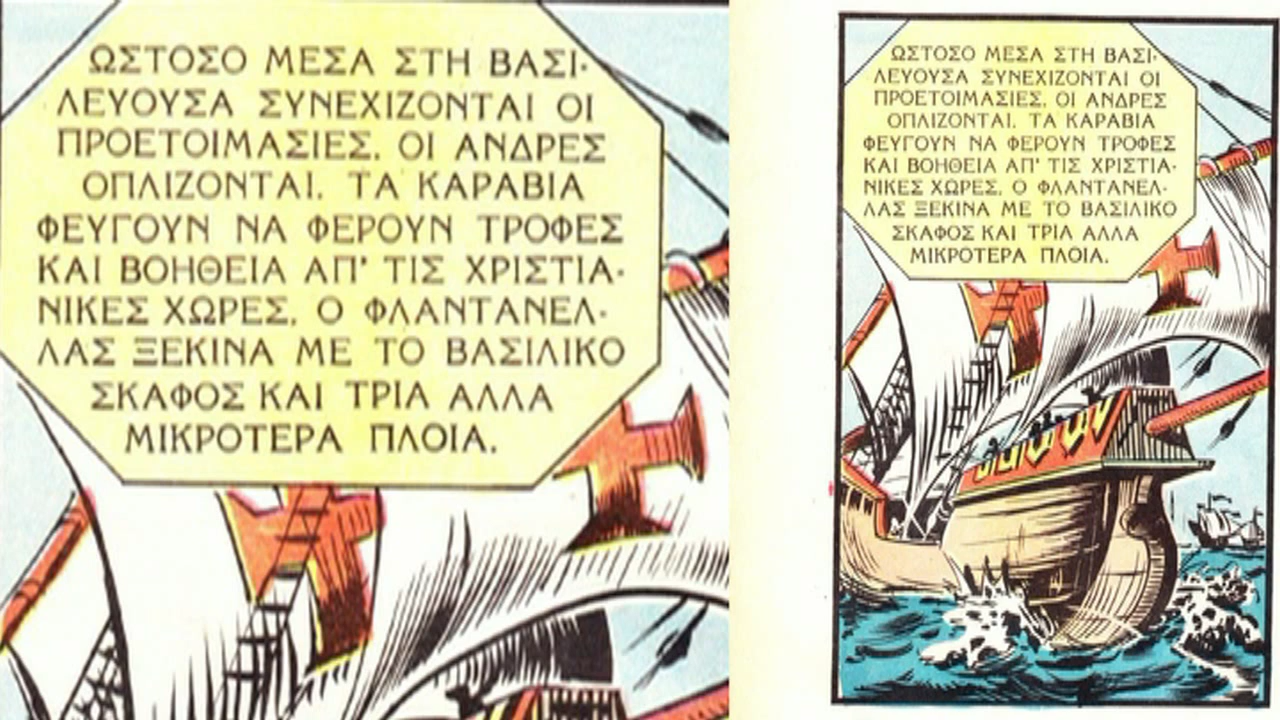 ΩΣΤΟΣΟ ΜΕΣΑ ΣΤΗ ΒΑΣΙ-
ΛΕΥΟΥΣΑ ΣΥΝΕΧΙΖΟΝΤΑΙ ΟΙ
ΠΡΟΕΤΟΙΜΑΣΙΕΣ. ΟΙ ΑΝΔΡΕΣ
ΟΠΛΙΖΟΝΤΑΙ. ΤΑ ΚΑΡΑΒΙΑ
ΦΕΥΓΟΥΝ ΝΑ ΦΕΡΟΥΝ ΤΡΟΦΕΣ
ΚΑΙ ΒΟΗΘΕΙΑ ΑΠ' ΤΙΣ ΧΡΙΣΤΙΑ-
ΝΙΚΕΣ ΧΩΡΕΣ. Ο ΦΛΑΝΤΑΝΕΛ-
ΛΑΣ ΞΕΚΙΝΑ ΜΕ ΤΟ ΒΑΣΙΛΙΚΟ
ΣΚΑΦΟΣ ΚΑΙ ΤΡΙΑ ΑΛΛΑ
ΜΙΚΡΟΤΕΡΑ ΠΛΟΙΑ.
ΩΣΤΟΣΟ ΜΕΣΑ ΣΤΗ ΒΑΣΙ-
ΛΕΥΟΥΣΑ ΣΥΝΕΧΙΖΟΝΤΑΙ ΟΙ
ΠΡΟΕΤΟΙΜΑΣΙΕΣ. ΟΙ ΑΝΔΡΕΣ
ΟΠΛΙΖΟΝΤΑΙ. ΤΑ ΚΑΡΑΒΙΑ
ΦΕΥΓΟΥΝ ΝΑ ΦΕΡΟΥΝ ΤΡΟΦΕΣ
ΚΑΙ ΒΟΗΘΕΙΑ ΑΠ' ΤΙΣ ΧΡΙΣΤΙΑ-
ΝΙΚΕΣ ΧΩΡΕΣ. Ο ΦΛΑΝΤΑΝΕΛ-
ΛΑΣ ΞΕΚΙΝΑ ΜΕ ΤΟ ΒΑΣΙΛΙΚΟ
ΣΚΑΦΟΣ ΚΑΙ ΤΡΙΑ ΑΛΛΑ
ΜΙΚΡΟΤΕΡΑ ΠΛΟΙΑ.